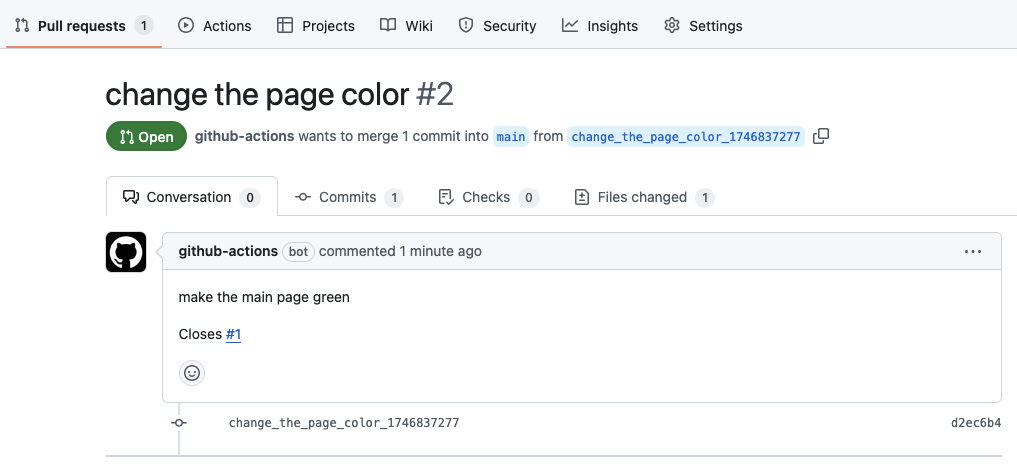 Pull requests 1 Actions Projects Wiki Security Insights Settings
change the page color #2
Open github-actions wants to merge 1 commit into main from change_the_page_color_1746837277
Conversation 0 Commits 1 Checks 0 Files changed 1
github-actions bot commented 1 minute ago
make the main page green
Closes #1
change_the_page_color_1746837277 d2ec6b4